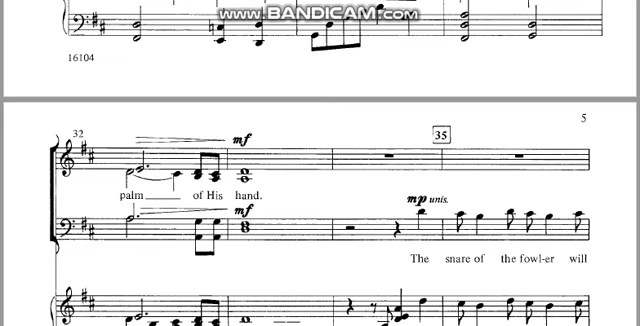 www.BANDICAM.com
16104
5
32
35
mf
palm of His hand.
mf
mp unis.
The snare of the fowl-er will